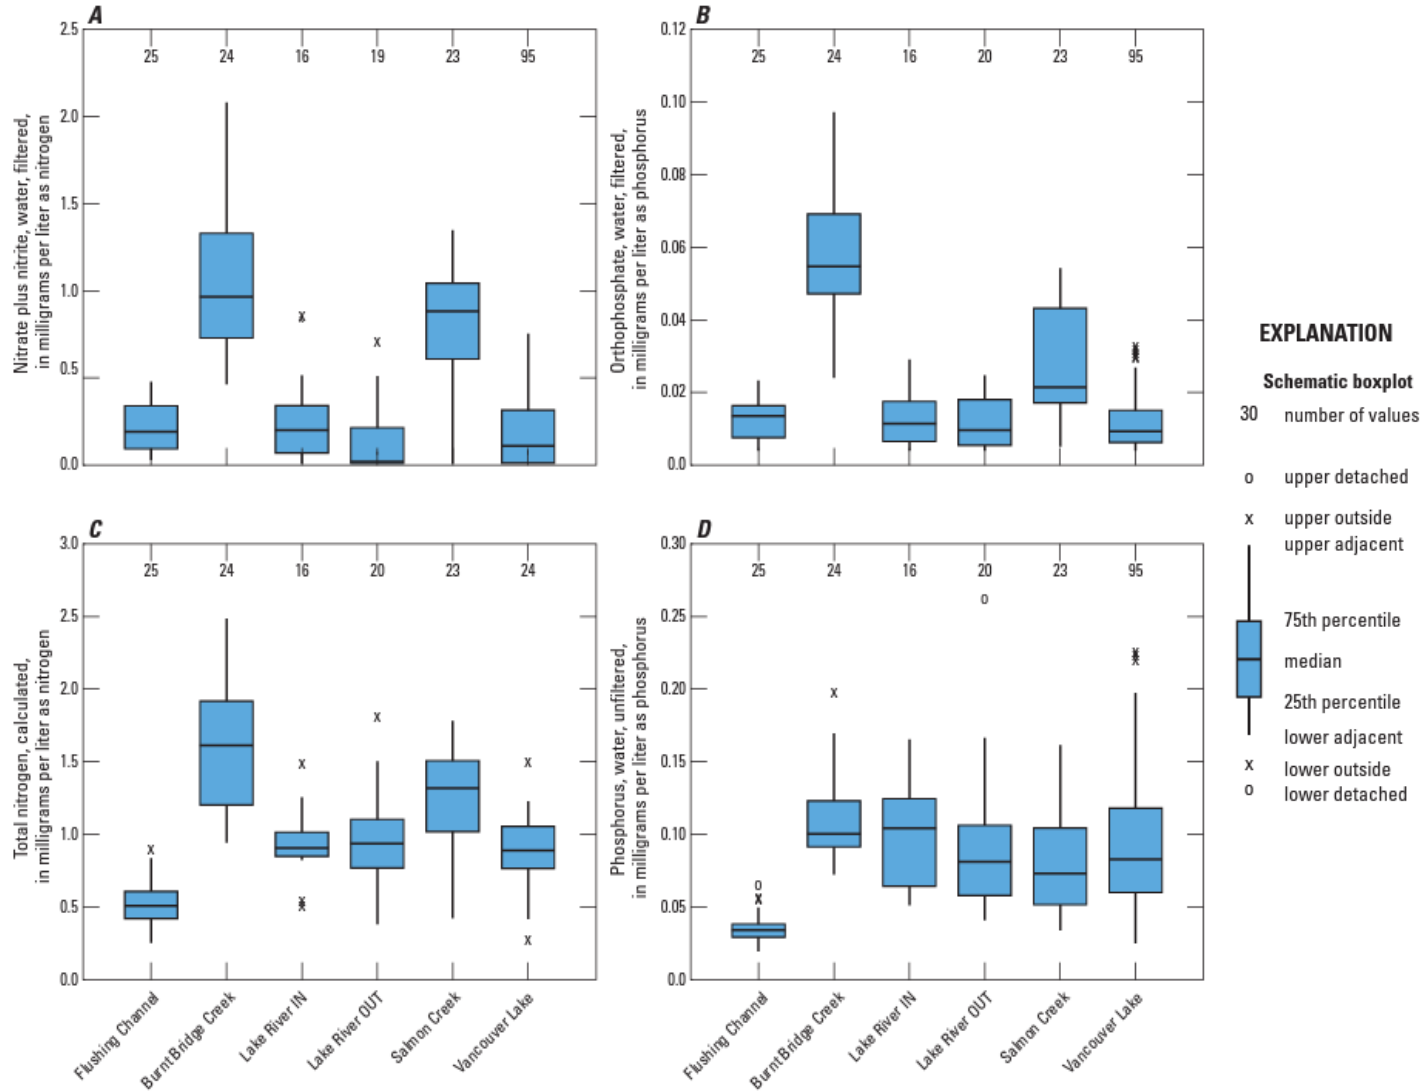 A
2.5
2.0
1.5
1.0
0.5
0.0
25 24 16 19 23 95
Nitrate plus nitrite, water, filtered,
in milligrams per liter as nitrogen
B
0.12
0.10
0.08
0.06
0.04
0.02
0.0
25 24 16 20 23 95
Orthophosphate, water, filtered,
in milligrams per liter as phosphorus
C
3.0
2.5
2.0
1.5
1.0
0.5
0.0
25 24 16 20 23 24
Total nitrogen, calculated,
in milligrams per liter as nitrogen
Flushing Channel
Burnt Bridge Creek
Lake River IN
Lake River OUT
Salmon Creek
Vancouver Lake
D
0.30
0.25
0.20
0.15
0.10
0.05
0.0
25 24 16 20 23 95
Phosphorus, water, unfiltered,
in milligrams per liter as phosphorus
Flushing Channel
Burnt Bridge Creek
Lake River IN
Lake River OUT
Salmon Creek
Vancouver Lake
EXPLANATION
Schematic boxplot
30 number of values
o upper detached
x upper outside
upper adjacent
75th percentile
median
25th percentile
lower adjacent
x lower outside
o lower detached